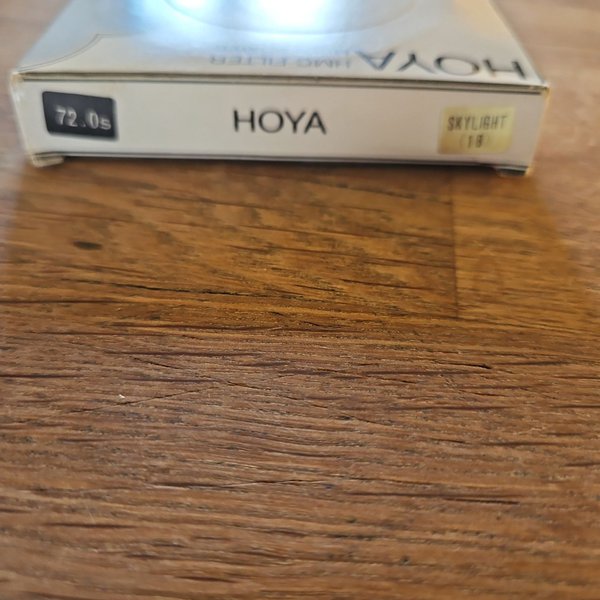 HOYA
HMC FILTER
72.0s
HOYA
SKYLIGHT
(1B)